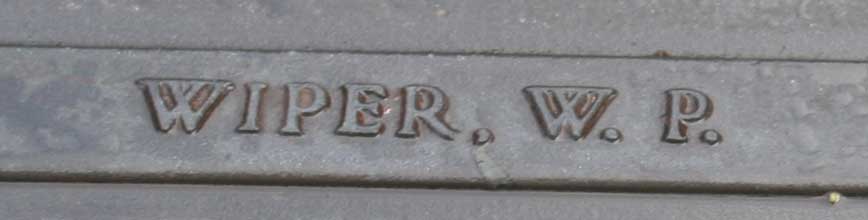 WIPER, W. P.